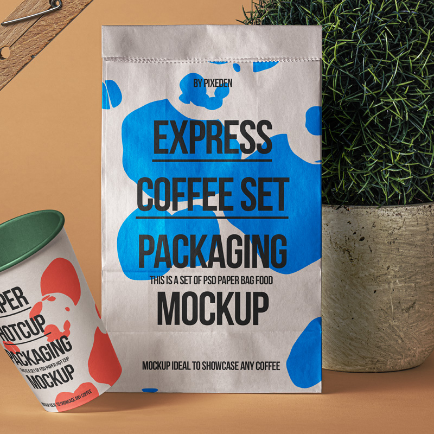 BY PIXEDEN
EXPRESS
COFFEE SET
PACKAGING
THIS IS A SET OF PSD PAPER BAG FOOD
MOCKUP
MOCKUP IDEAL TO SHOWCASE ANY COFFEE
PER
HOTCUP
PACKAGING
MOCKUP